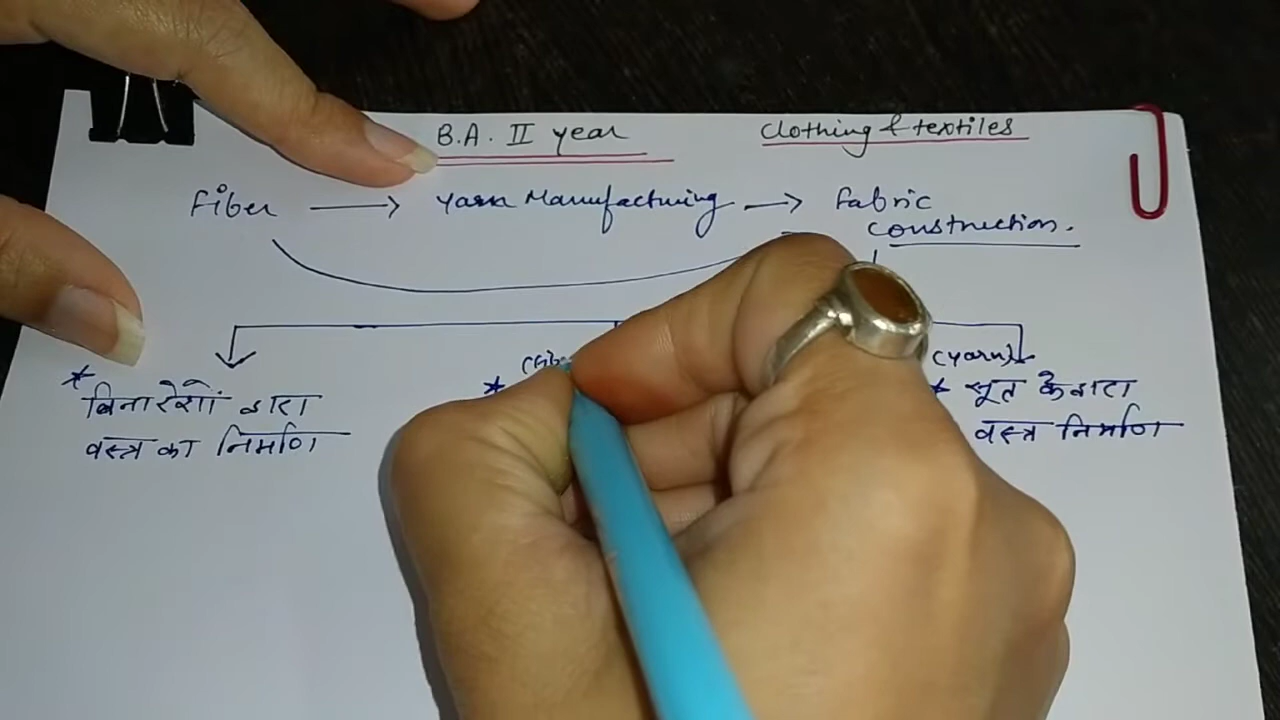 B.A. II year
Clothing & textiles
Fiber → yarn Manufacturing → Fabric
construction.
(yarn)
* बिना रेशों द्वारा
वस्त्र का निर्माण
*
* सूत के द्वारा
वस्त्र निर्माण